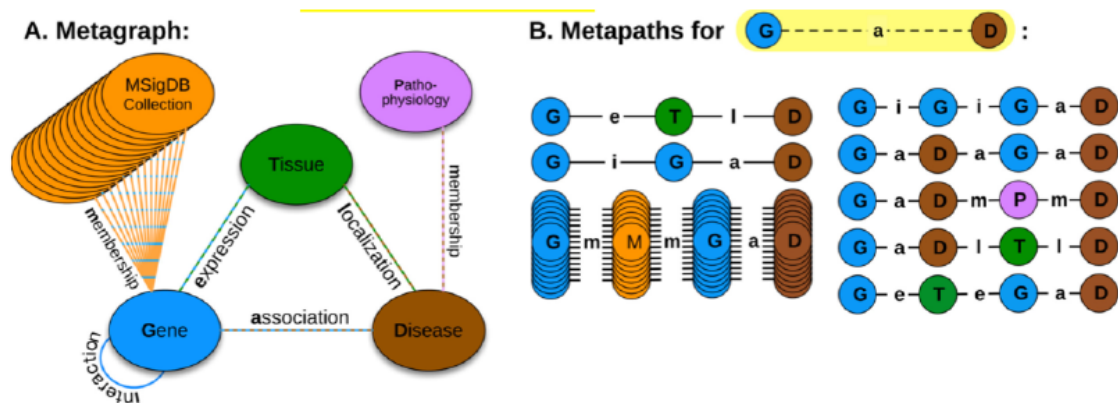 A. Metagraph:
MSigDB
Collection
Patho-
physiology
Tissue
membership
expression
localization
membership
Gene
association
Disease
Interaction
B. Metapaths for G a D :
G e T l D
G i G a D
G m M m G a D
G i G i G a D
G a D a G a D
G a D m P m D
G a D l T l D
G e T e G a D